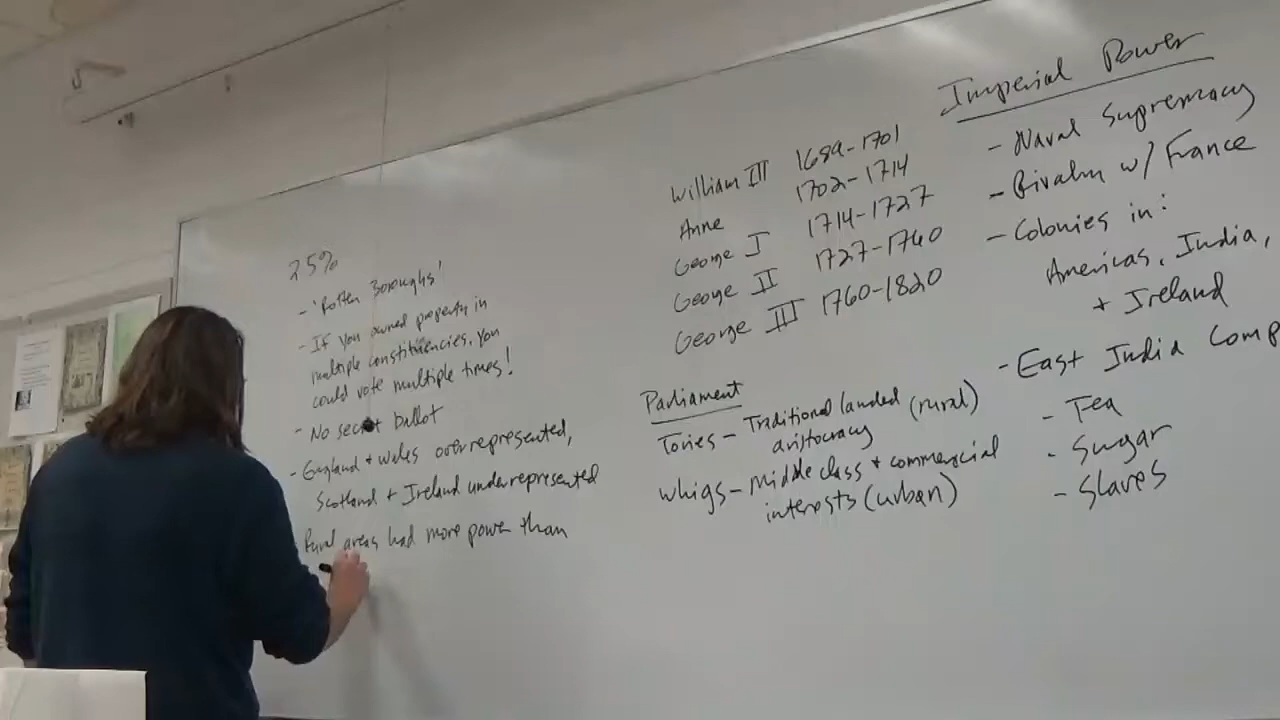 25%
- 'Rotten Boroughs'
- If you owned property in
multiple constituencies, you
could vote multiple times!
- No secret ballot
- England + Wales overrepresented,
Scotland + Ireland underrepresented
Rural areas had more power than
William III 1689-1701
Anne 1702-1714
George I 1714-1727
George II 1727-1760
George III 1760-1820
Parliament
Tories - Traditional landed (rural)
aristocracy
Whigs - Middle class + commercial
interests (urban)
Imperial Power
- Naval Supremacy
- Rivalry w/ France
- Colonies in:
Americas, India,
+ Ireland
- East India Comp
- Tea
- Sugar
- Slaves